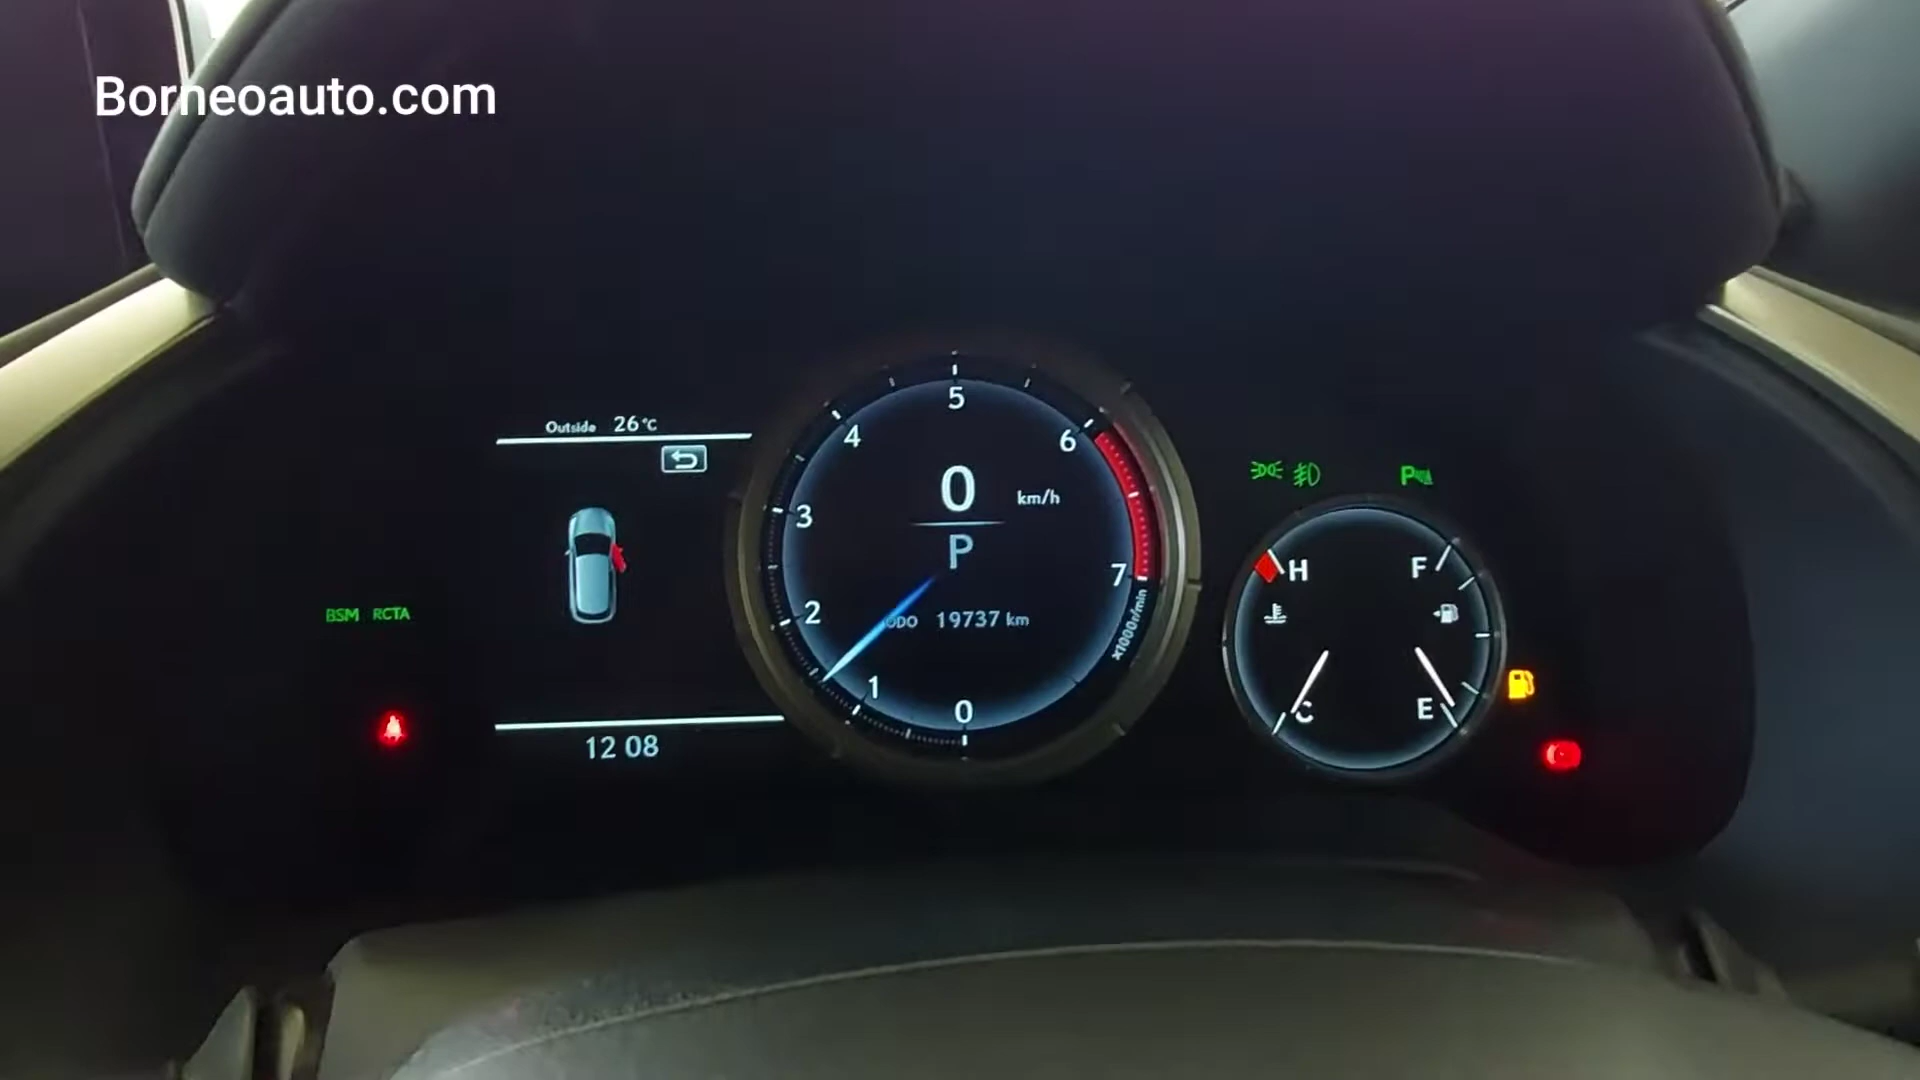 Borneoauto.com
Outside 26°C
BSM RCTA
12 08
5
4
6
3
2
7
1
0
0 km/h
P
ODO 19737 km
x1000r/min
P
H
F
C
E